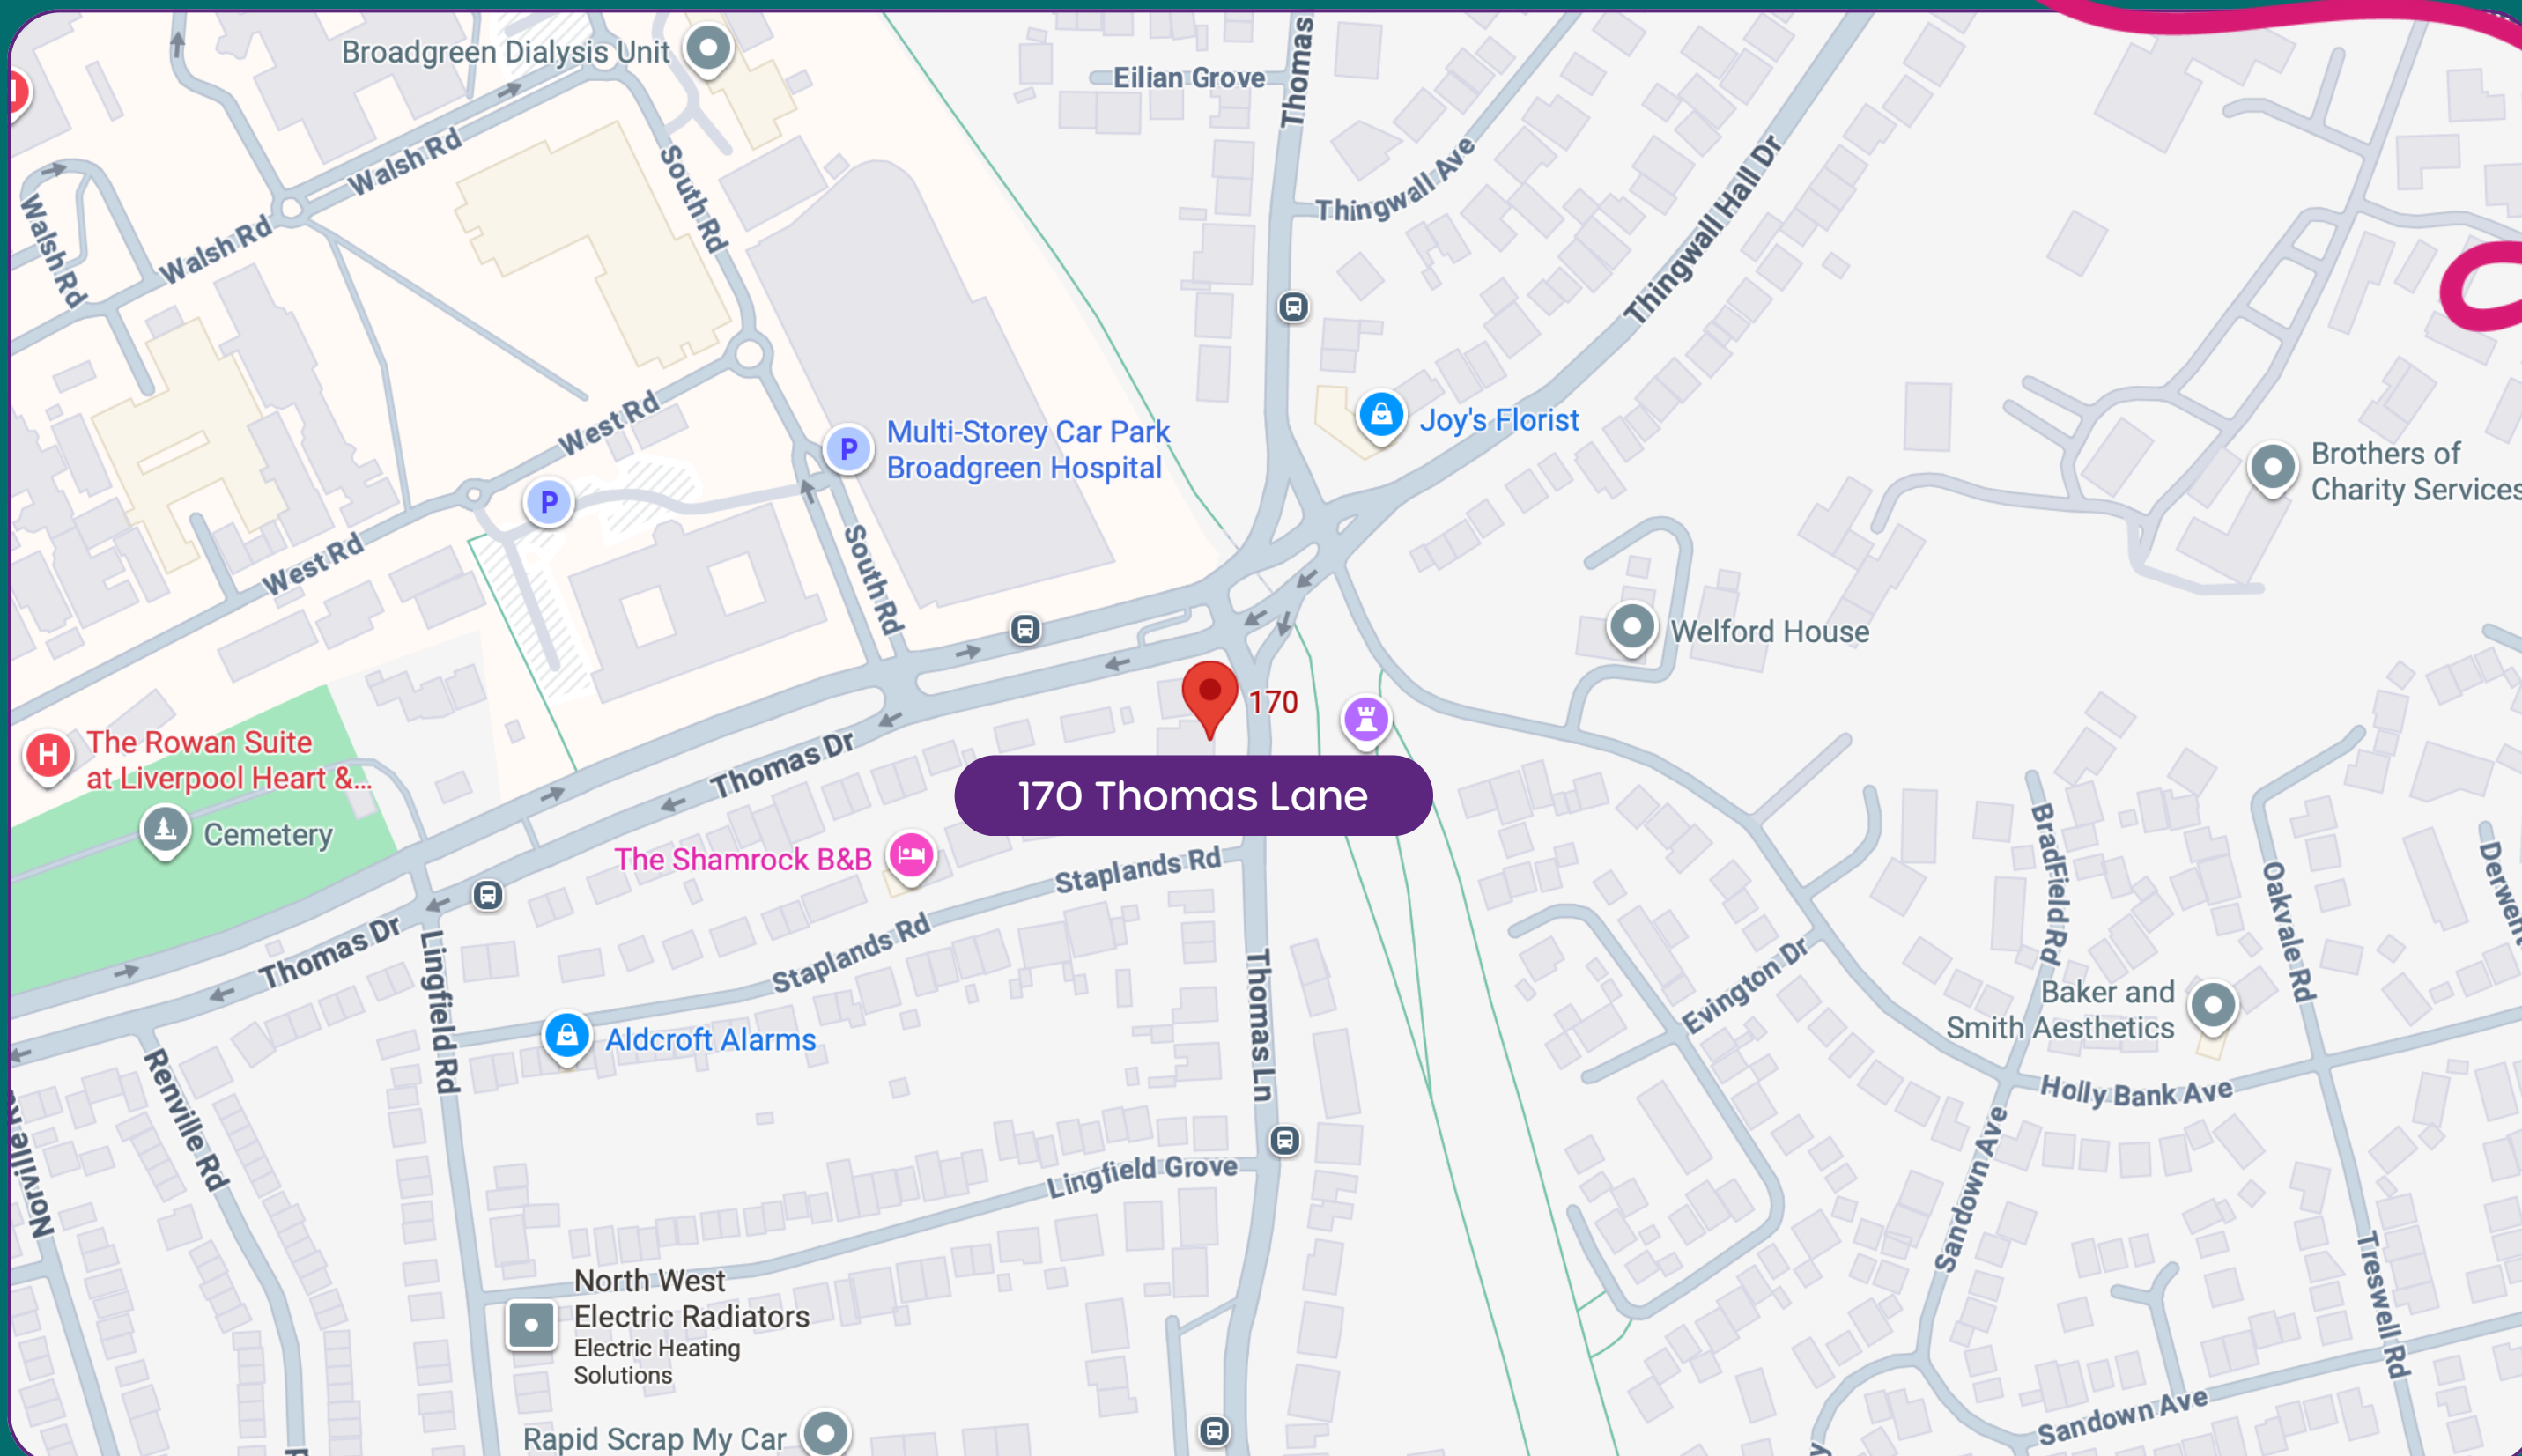 Broadgreen Dialysis Unit
Eilian Grove
Thomas
Walsh Rd
Walsh Rd
Walsh Rd
South Rd
Thingwall Ave
Thingwall Hall Dr
H
West Rd
West Rd
P
P
Multi-Storey Car Park
Broadgreen Hospital
Joy's Florist
Brothers of
Charity Services
South Rd
Welford House
170
170 Thomas Lane
H
The Rowan Suite
at Liverpool Heart &...
Cemetery
Thomas Dr
The Shamrock B&B
Staplands Rd
Staplands Rd
Thomas Dr
Lingfield Rd
Aldcroft Alarms
Thomas Ln
Evington Dr
Bradfield Rd
Oakvale Rd
Derwen
Baker and
Smith Aesthetics
Holly Bank Ave
Renville Rd
Norville R
Lingfield Grove
Sandown Ave
Treswell Rd
North West
Electric Radiators
Electric Heating
Solutions
Rapid Scrap My Car
Sandown Ave